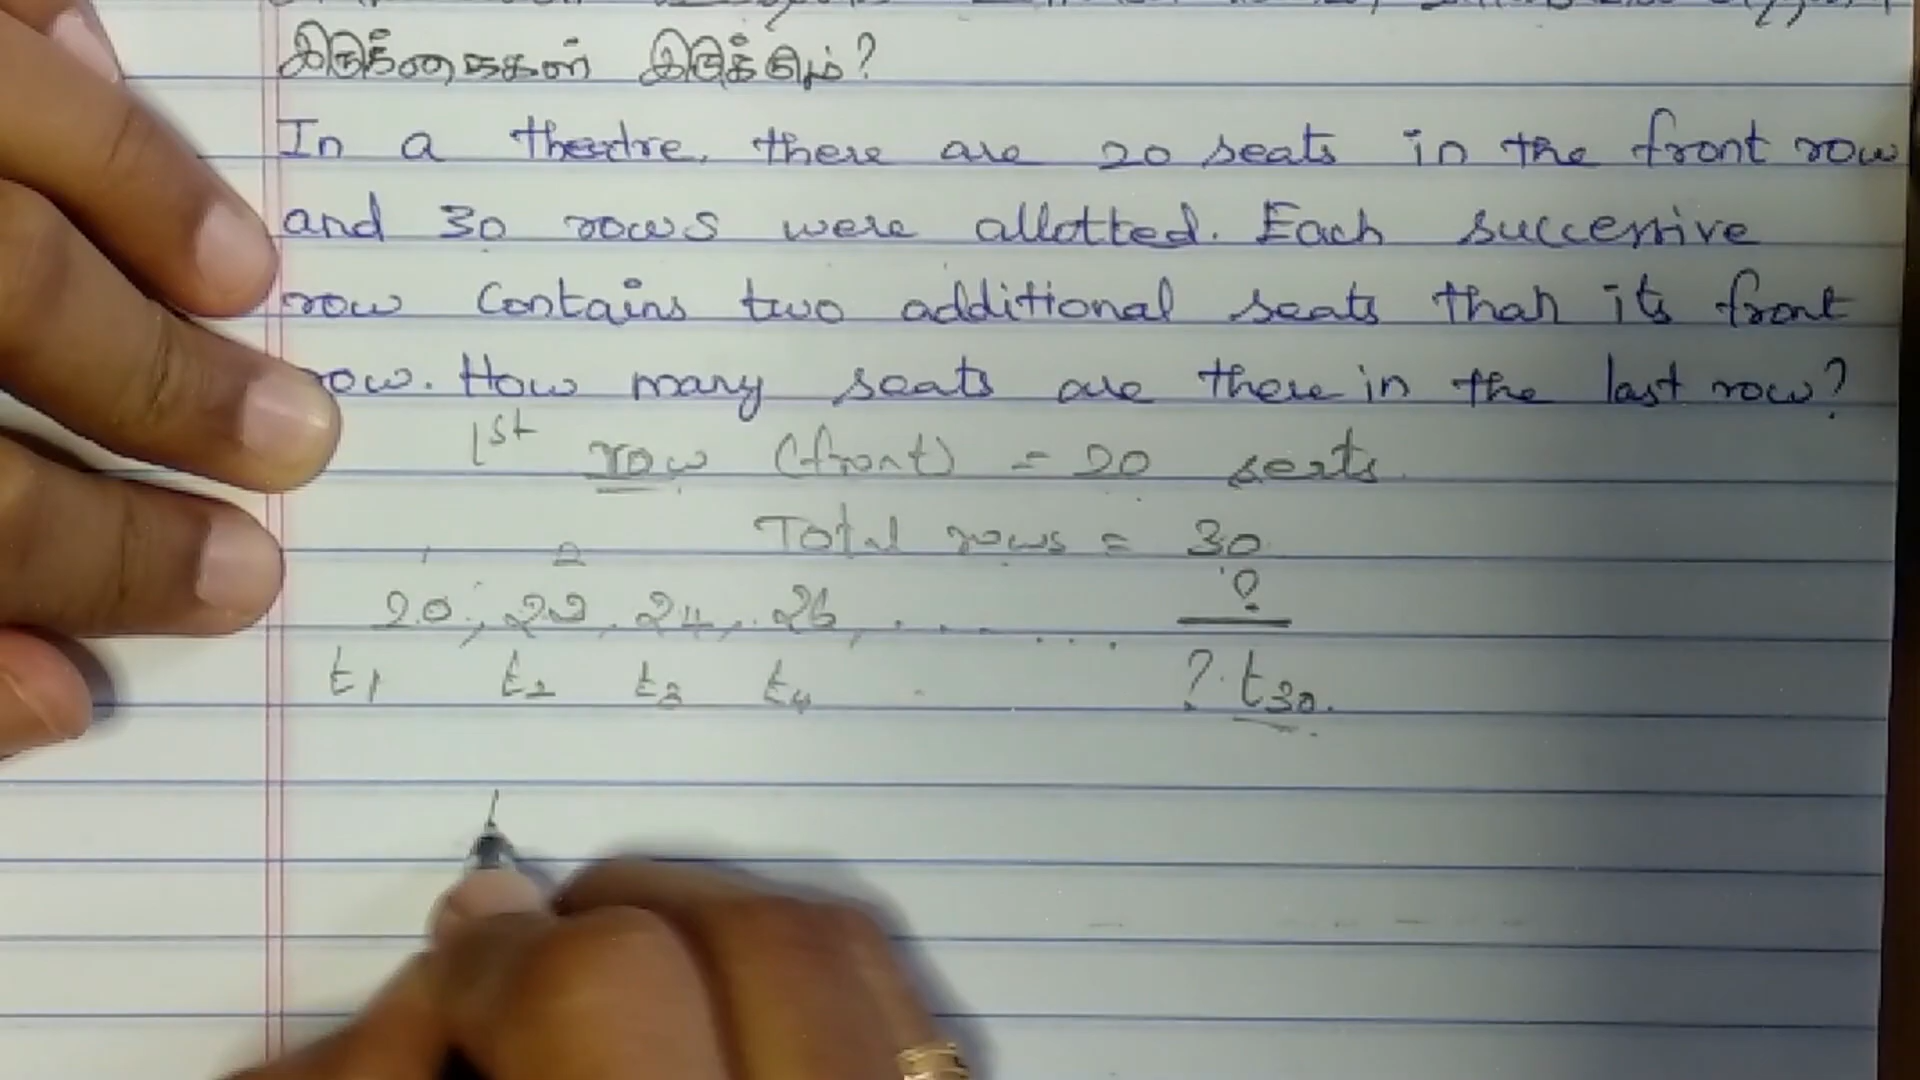 இருக்கைகள் இருக்கும்?
In a theatre, there are 20 seats in the front row
and 30 rows were allotted. Each successive
row contains two additional seats than its front
row. How many seats are there in the last row?
1st row (front) = 20 seats
Total rows = 30
1 2
20, 22, 24, 26, ......... ?
t1 t2 t3 t4 . ? t30.